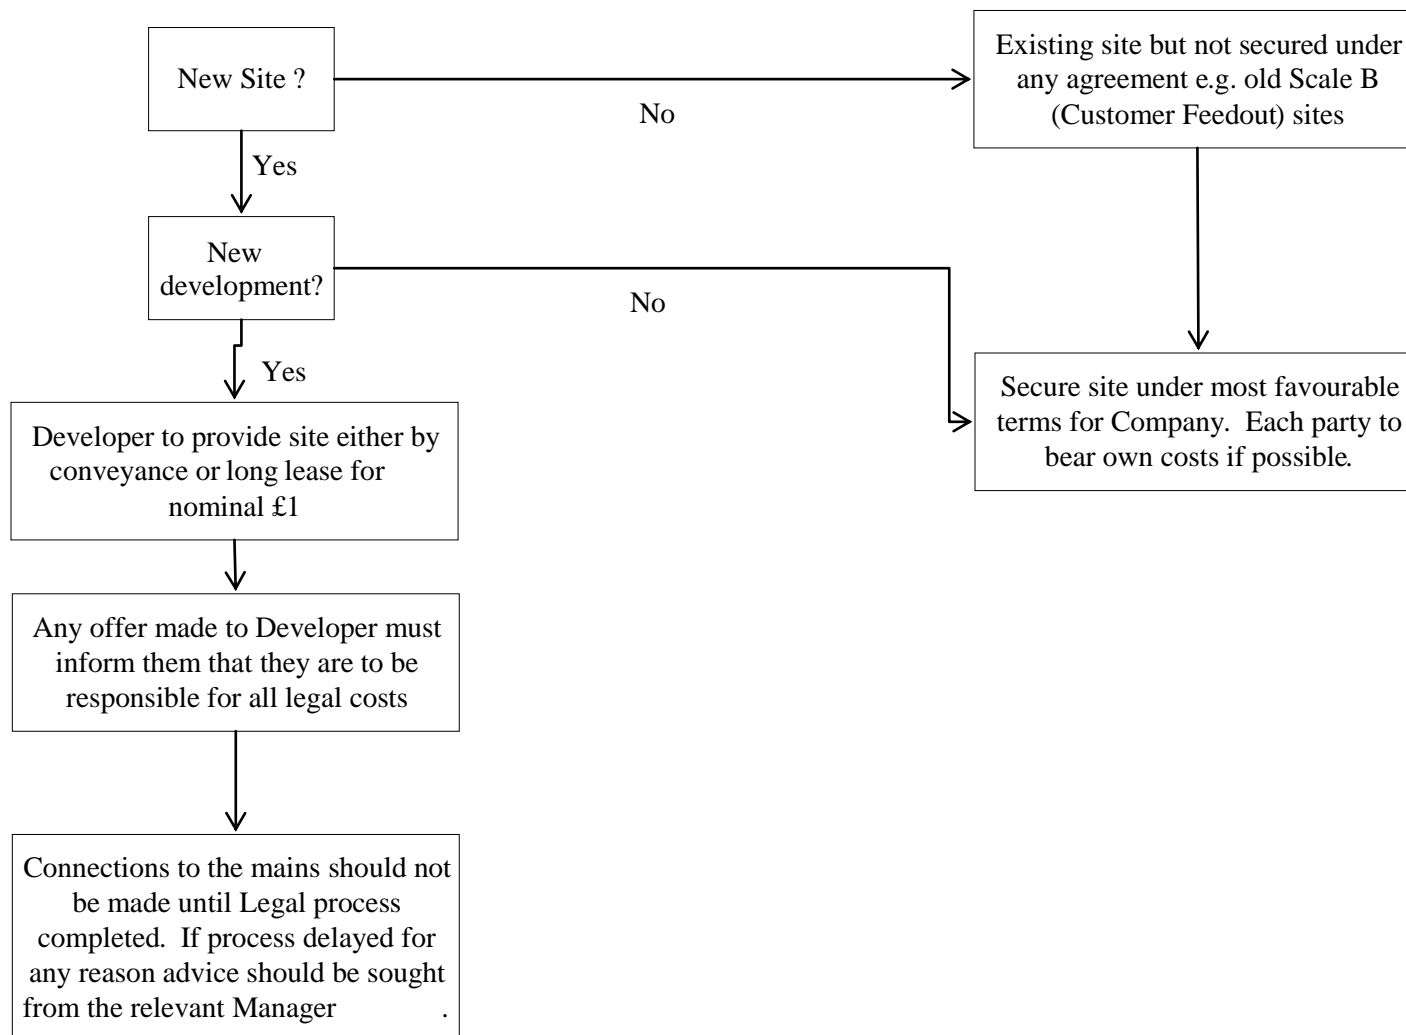 New Site ?
No
Existing site but not secured under
any agreement e.g. old Scale B
(Customer Feedout) sites
Yes
New
development?
No
Yes
Secure site under most favourable
terms for Company. Each party to
bear own costs if possible.
Developer to provide site either by
conveyance or long lease for
nominal £1
Any offer made to Developer must
inform them that they are to be
responsible for all legal costs
Connections to the mains should not
be made until Legal process
completed. If process delayed for
any reason advice should be sought
from the relevant Manager .